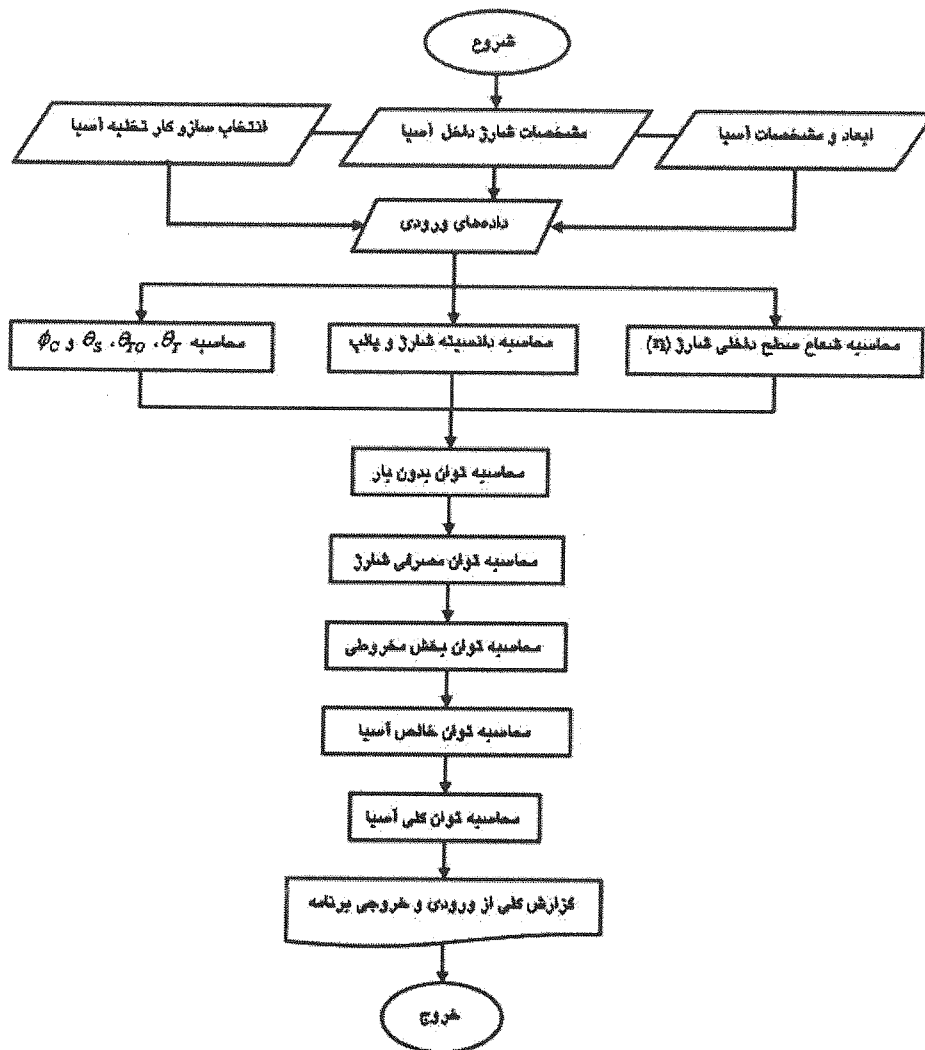 شروع
ابعاد و مشخصات آسیا
مشخصات شارژ داخل آسیا
انتخاب سازو کار تخلیه آسیا
داده‌های ورودی
محاسبه شعاع سطح داخلی شارژ (ri)
محاسبه دانسیته شارژ و پالپ
محاسبه θT ، θTO ، θS و ϕC
محاسبه توان بدون بار
محاسبه توان مصرفی شارژ
محاسبه توان بخش مخروطی
محاسبه توان خالص آسیا
محاسبه توان کلی آسیا
گزارش کلی از ورودی و خروجی برنامه
خروج